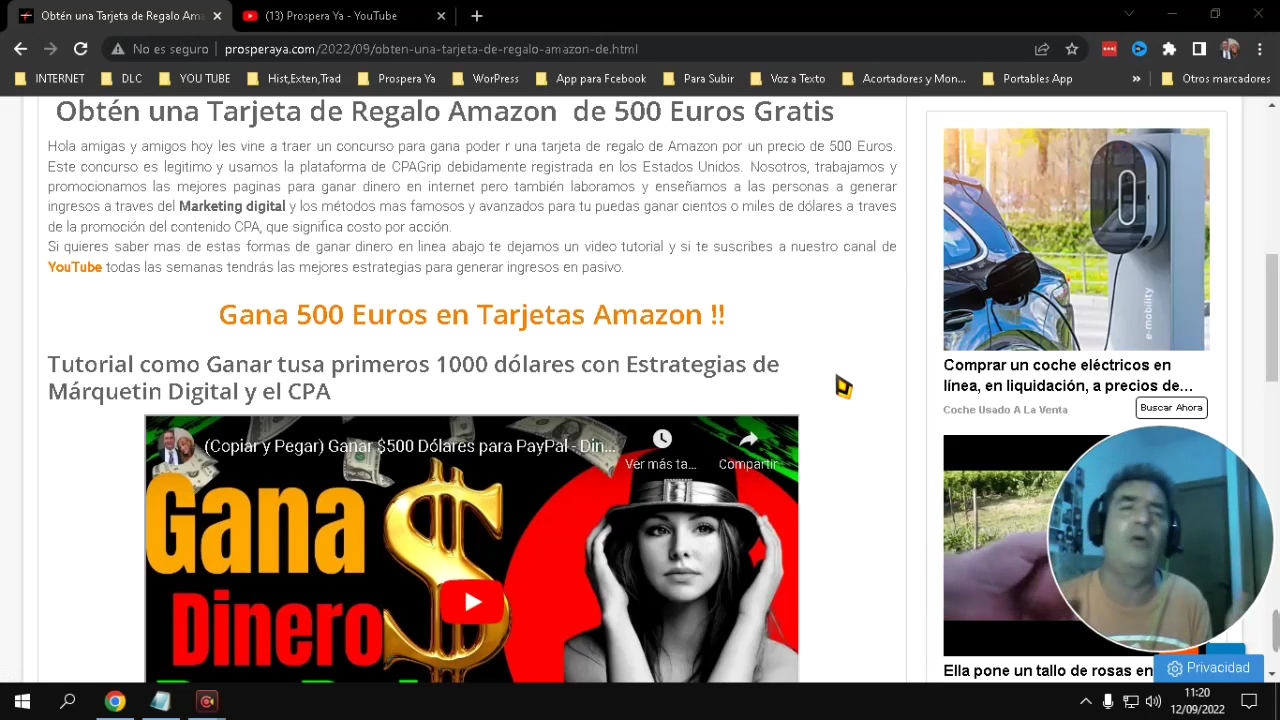 Obtén una Tarjeta de Regalo Ama
(13) Prospera Ya - YouTube
No es seguro
prosperaya.com/2022/09/obten-una-tarjeta-de-regalo-amazon-de.html
INTERNET
DLC
YOU TUBE
Hist,Exten,Trad
Prospera Ya
WorPress
App para Fcebook
Para Subir
Voz a Texto
Acortadores y Mon...
Portables App
»
Otros marcadores
Obtén una Tarjeta de Regalo Amazon de 500 Euros Gratis
Hola amigas y amigos hoy les vine a traer un concurso para gana poder r una tarjeta de regalo de Amazon por un precio de 500 Euros.
Este concurso es legitimo y usamos la plataforma de CPAGrip debidamente registrada en los Estados Unidos. Nosotros, trabajamos y
promocionamos las mejores paginas para ganar dinero en internet pero también laboramos y enseñamos a las personas a generar
ingresos a traves del Marketing digital y los métodos mas famosos y avanzados para tu puedas ganar cientos o miles de dólares a traves
de la promoción del contenido CPA, que significa costo por acción.
Si quieres saber mas de estas formas de ganar dinero en linea abajo te dejamos un video tutorial y si te suscribes a nuestro canal de
YouTube todas las semanas tendrás las mejores estrategias para generar ingresos en pasivo.
Gana 500 Euros en Tarjetas Amazon !!
Tutorial como Ganar tusa primeros 1000 dólares con Estrategias de
Márquetin Digital y el CPA
(Copiar y Pegar) Ganar $500 Dólares para PayPal - Din...
Ver más ta...
Compartir
Gana
Dinero
e-mobility
Comprar un coche eléctricos en
línea, en liquidación, a precios de...
Coche Usado A La Venta
Buscar Ahora
Ella pone un tallo de rosas en
Privacidad
11:20
12/09/2022